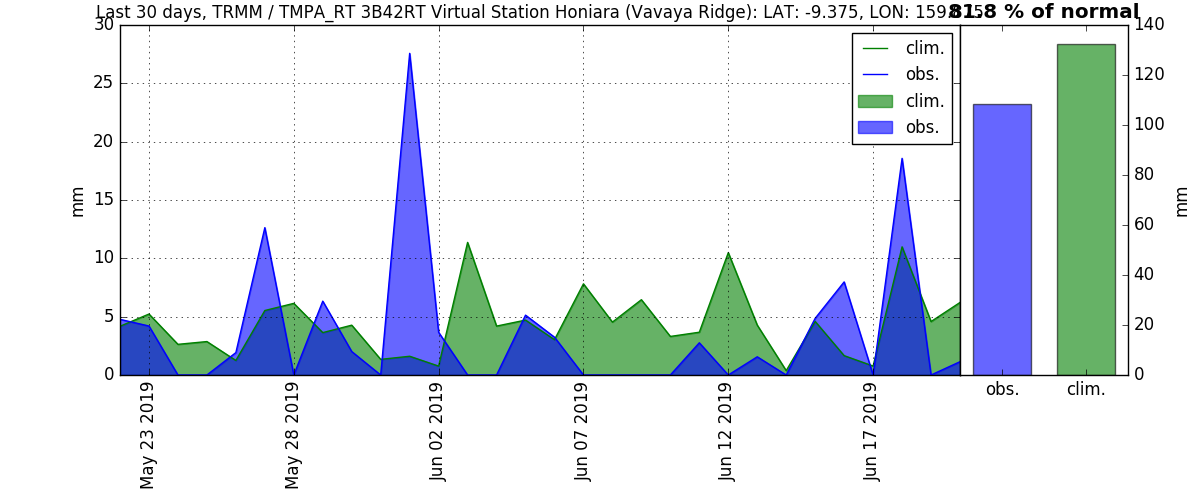 Last 30 days, TRMM / TMPA_RT 3B42RT Virtual Station Honiara (Vavaya Ridge): LAT: -9.375, LON:
81.8 % of normal
30
25
20
15
10
5
0
mm
clim.
obs.
clim.
obs.
140
120
100
80
60
40
20
0
mm
May 23 2019
May 28 2019
Jun 02 2019
Jun 07 2019
Jun 12 2019
Jun 17 2019
obs.
clim.